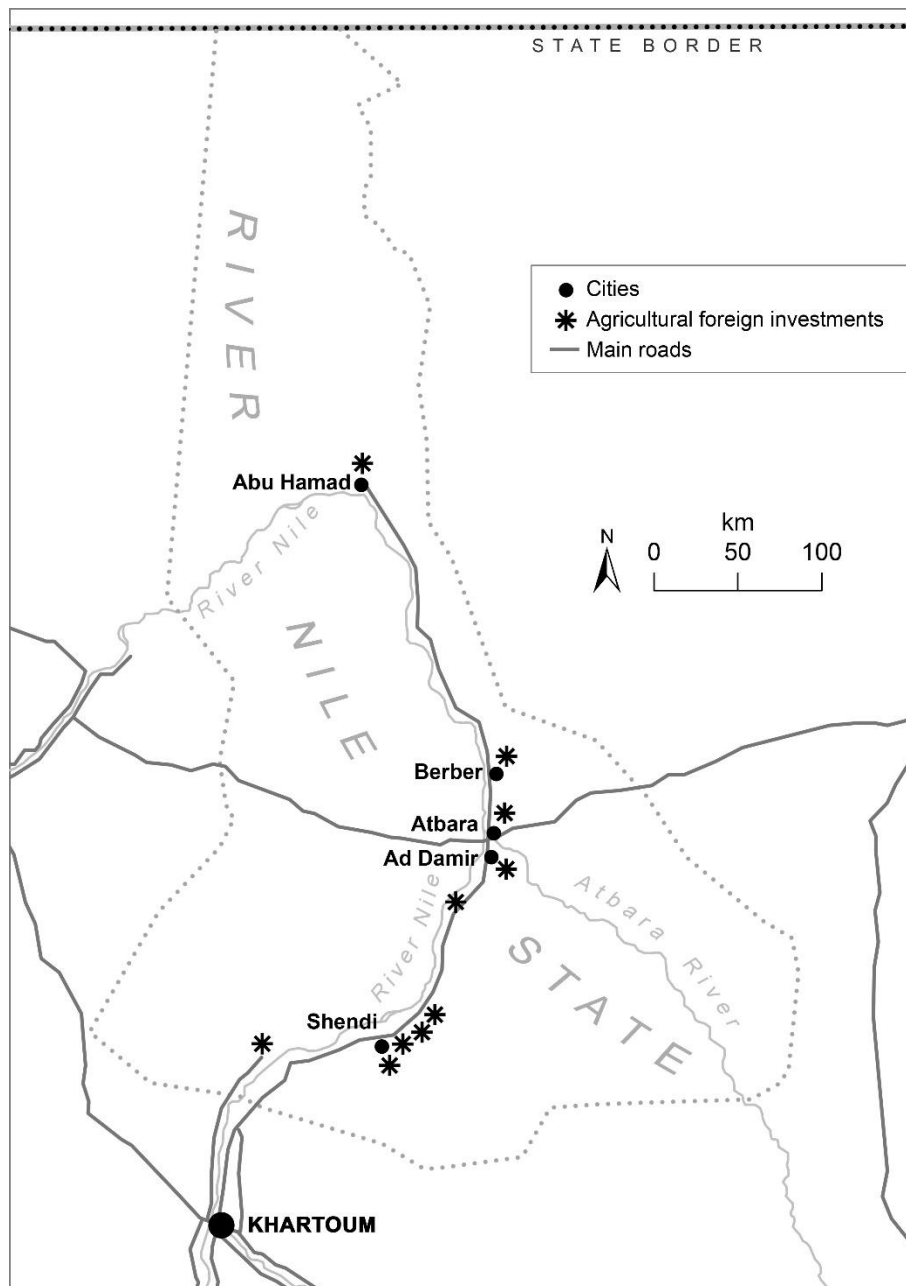 STATE BORDER
RIVER
Cities
Agricultural foreign investments
Main roads
Abu Hamad
River Nile
N
km
0 50 100
NILE
Berber
Atbara
Ad Damir
River Nile
Atbara River
STATE
Shendi
KHARTOUM